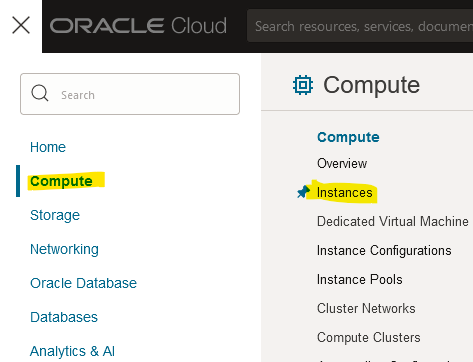 ORACLE Cloud
Search resources, services, documen
Search
Home
Compute
Storage
Networking
Oracle Database
Databases
Analytics & AI
Compute
Compute
Overview
Instances
Dedicated Virtual Machine
Instance Configurations
Instance Pools
Cluster Networks
Compute Clusters